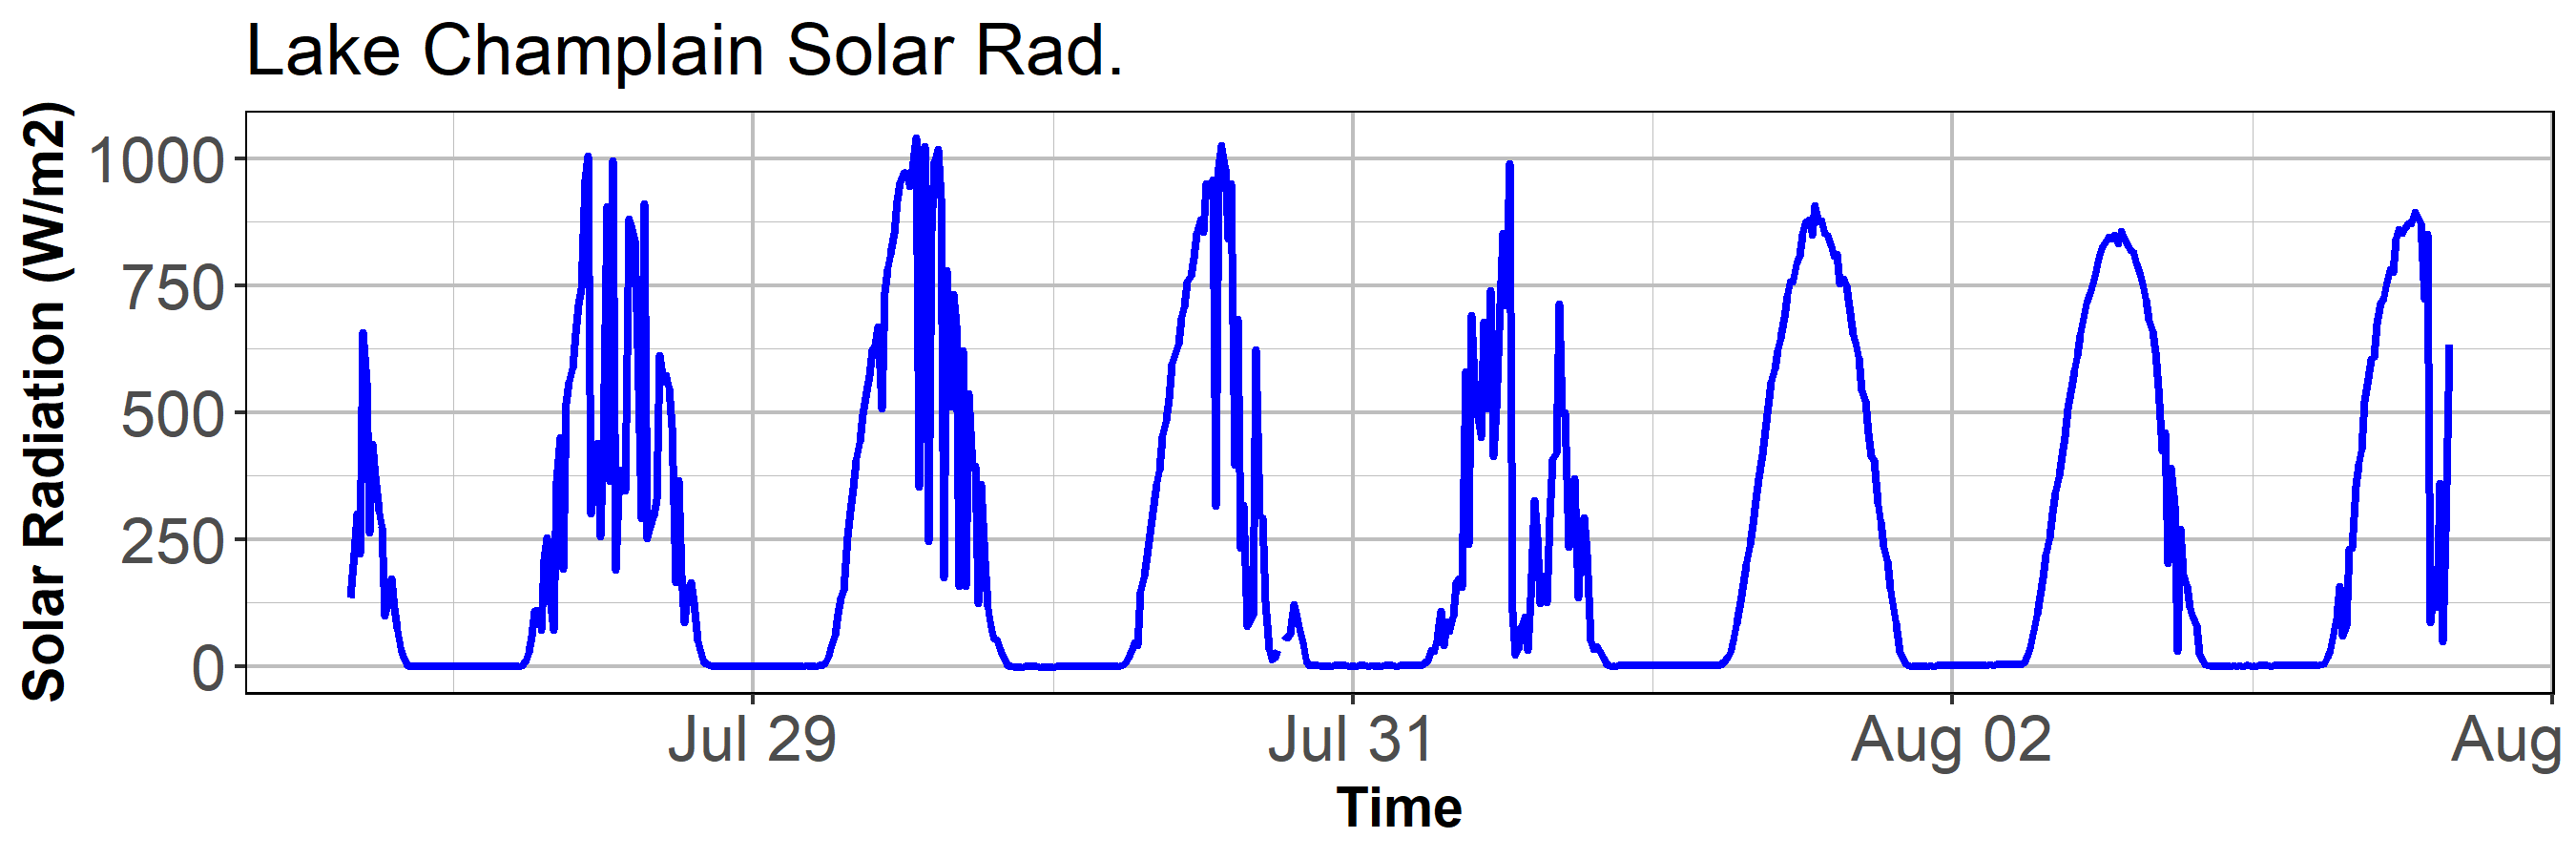 Lake Champlain Solar Rad.
Solar Radiation (W/m2)
1000
750
500
250
0
Jul 29 Jul 31 Aug 02 Aug
Time